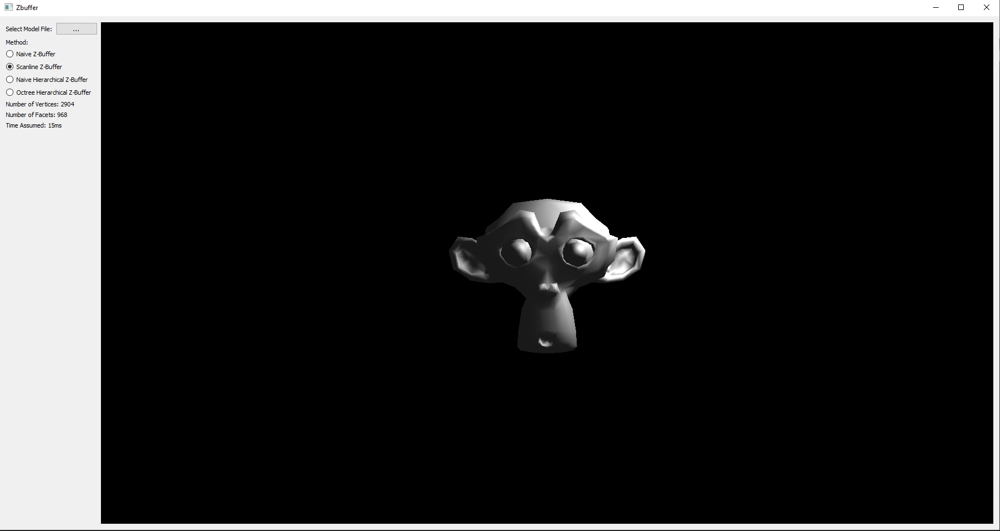 Zbuffer
Select Model File: ...
Method:
Naive Z-Buffer
Scanline Z-Buffer
Naive Hierarchical Z-Buffer
Octree Hierarchical Z-Buffer
Number of Vertices: 2904
Number of Facets: 968
Time Assumed: 15ms